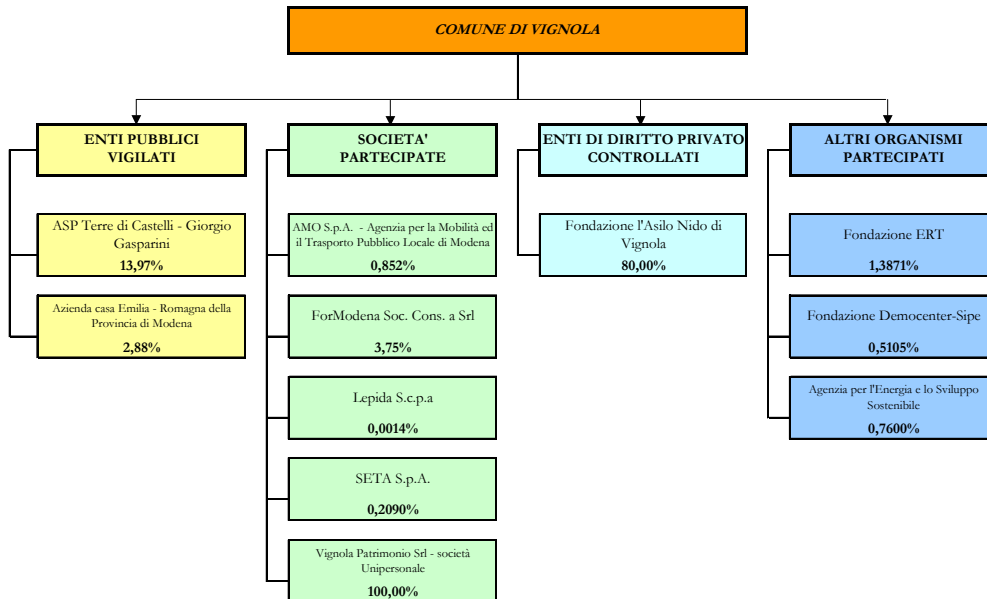 COMUNE DI VIGNOLA
ENTI PUBBLICI
VIGILATI
SOCIETA'
PARTECIPATE
ENTI DI DIRITTO PRIVATO
CONTROLLATI
ALTRI ORGANISMI
PARTECIPATI
ASP Terre di Castelli - Giorgio
Gasparini
13,97%
Azienda casa Emilia - Romagna della
Provincia di Modena
2,88%
AMO S.p.A. - Agenzia per la Mobilità ed
il Trasporto Pubblico Locale di Modena
0,852%
ForModena Soc. Cons. a Srl
3,75%
Lepida S.c.p.a
0,0014%
SETA S.p.A.
0,2090%
Vignola Patrimonio Srl - società
Unipersonale
100,00%
Fondazione l'Asilo Nido di
Vignola
80,00%
Fondazione ERT
1,3871%
Fondazione Democenter-Sipe
0,5105%
Agenzia per l'Energia e lo Sviluppo
Sostenibile
0,7600%